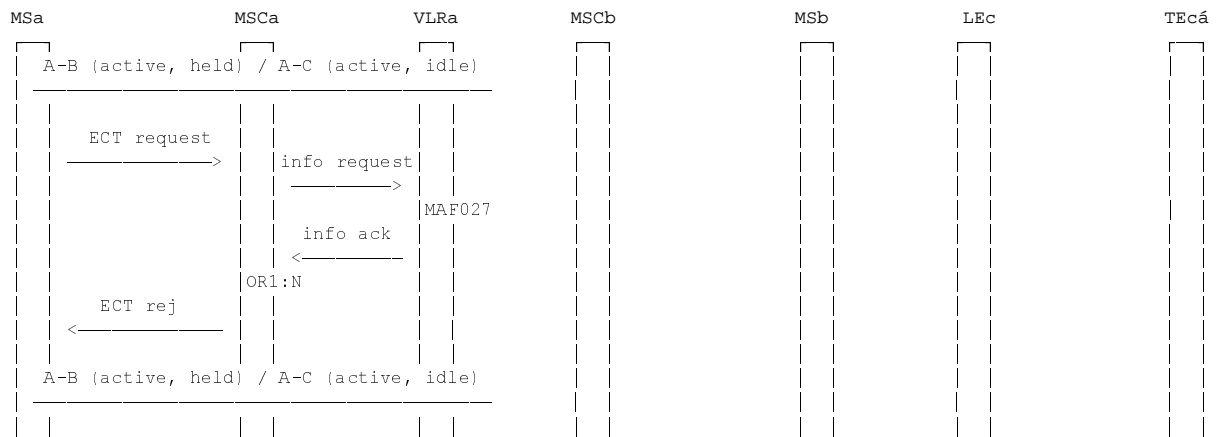 MSa MSCa VLRa MSCb MSb LEc TEcá
A-B (active, held) / A-C (active, idle)
ECT request
info request
MAF027
info ack
OR1:N
ECT rej
A-B (active, held) / A-C (active, idle)